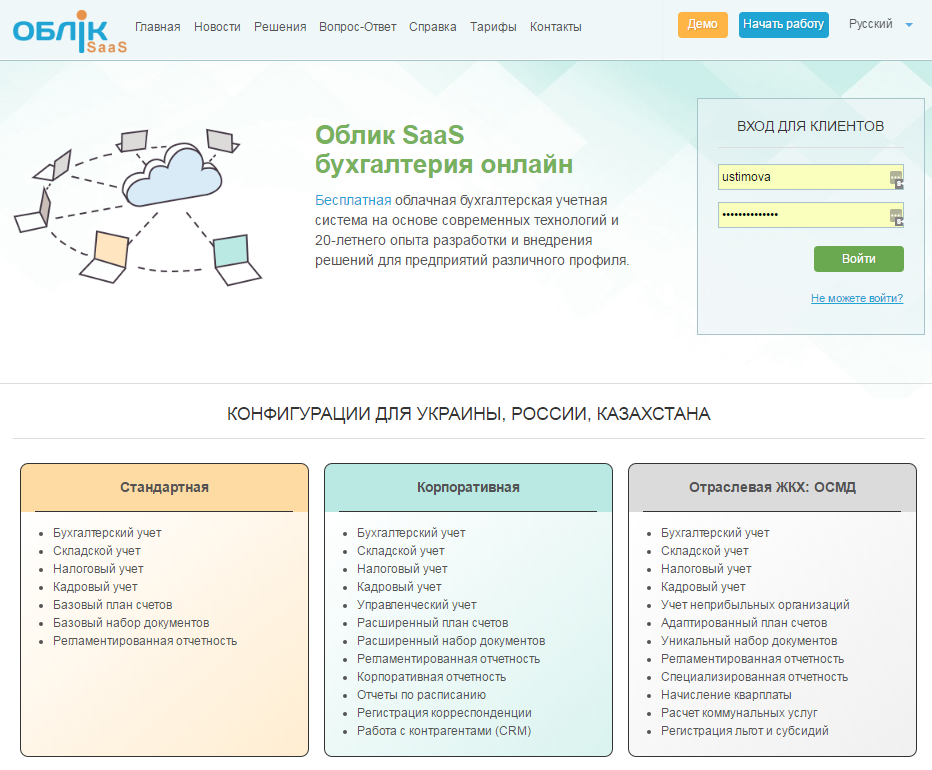 ОБЛІК
SaaS
Главная Новости Решения Вопрос-Ответ Справка Тарифы Контакты
Демо
Начать работу
Русский
Облик SaaS
бухгалтерия онлайн
Бесплатная облачная бухгалтерская учетная
система на основе современных технологий и
20-летнего опыта разработки и внедрения
решений для предприятий различного профиля.
ВХОД ДЛЯ КЛИЕНТОВ
ustimova
••••••••••••••
Войти
Не можете войти?
КОНФИГУРАЦИИ ДЛЯ УКРАИНЫ, РОССИИ, КАЗАХСТАНА
Стандартная
Бухгалтерский учет
Складской учет
Налоговый учет
Кадровый учет
Базовый план счетов
Базовый набор документов
Регламентированная отчетность
Корпоративная
Бухгалтерский учет
Складской учет
Налоговый учет
Кадровый учет
Управленческий учет
Расширенный план счетов
Расширенный набор документов
Регламентированная отчетность
Корпоративная отчетность
Отчеты по расписанию
Регистрация корреспонденции
Работа с контрагентами (CRM)
Отраслевая ЖКХ: ОСМД
Бухгалтерский учет
Складской учет
Налоговый учет
Кадровый учет
Учет неприбыльных организаций
Адаптированный план счетов
Уникальный набор документов
Регламентированная отчетность
Специализированная отчетность
Начисление кварплаты
Расчет коммунальных услуг
Регистрация льгот и субсидий